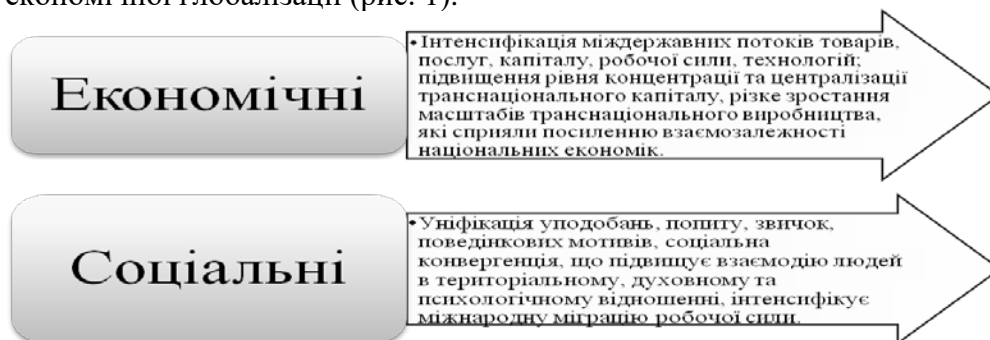 економічної глобалізації (рис. 1).
Економічні
•Інтенсифікація міждержавних потоків товарів,
послуг, капіталу, робочої сили, технологій;
підвищення рівня концентрації та централізації
транснаціонального капіталу, різке зростання
масштабів транснаціонального виробництва,
які сприяли посиленню взаємозалежності
національних економік.
Соціальні
•Уніфікація уподобань, попиту, звичок,
поведінкових мотивів, соціальна
конвергенція, що підвищує взаємодію людей
в територіальному, духовному та
психологічному відношенні, інтенсифікує
міжнародну міграцію робочої сили.